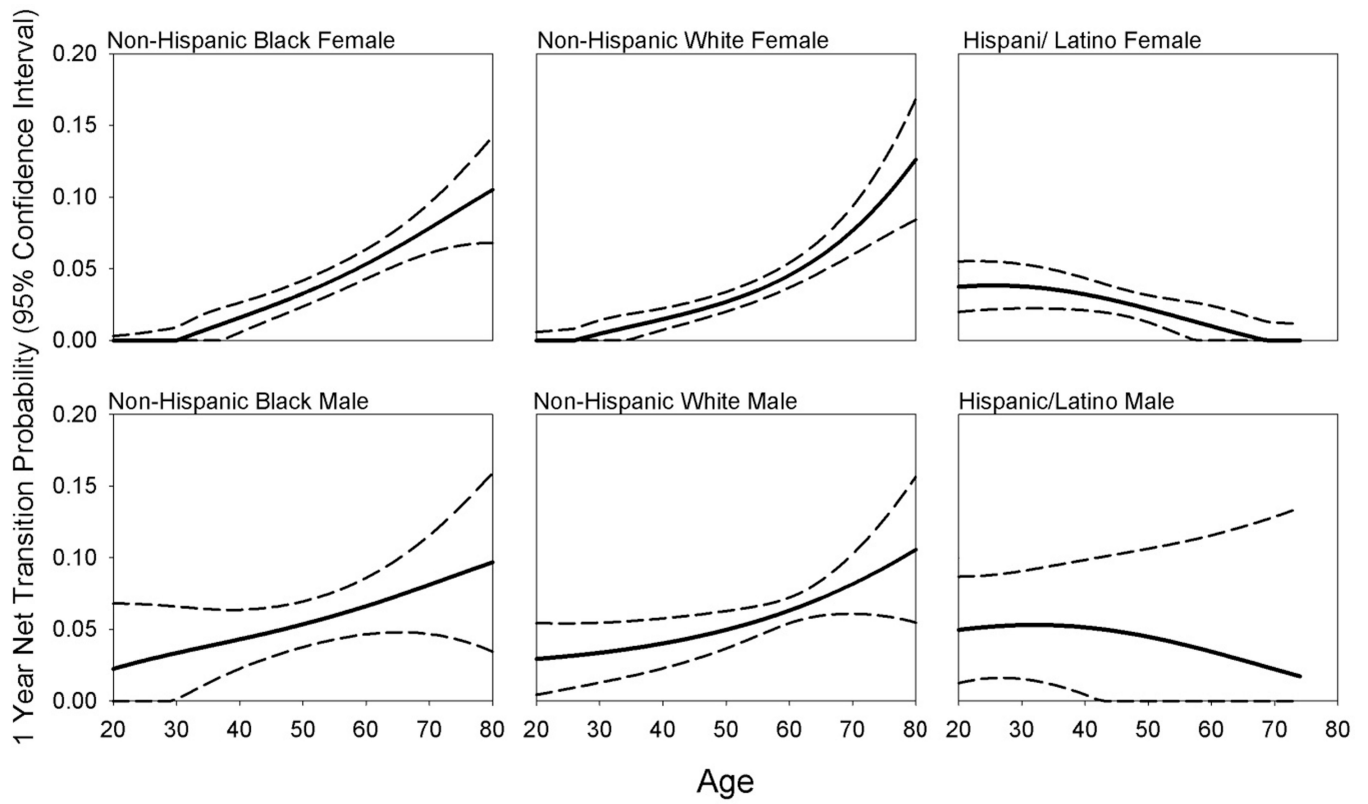 1 Year Net Transition Probability (95% Confidence Interval)
Non-Hispanic Black Female
Non-Hispanic White Female
Hispani/ Latino Female
0.20
0.15
0.10
0.05
0.00
Non-Hispanic Black Male
Non-Hispanic White Male
Hispanic/Latino Male
0.20
0.15
0.10
0.05
0.00
20 30 40 50 60 70 80
20 30 40 50 60 70 80
20 30 40 50 60 70 80
Age